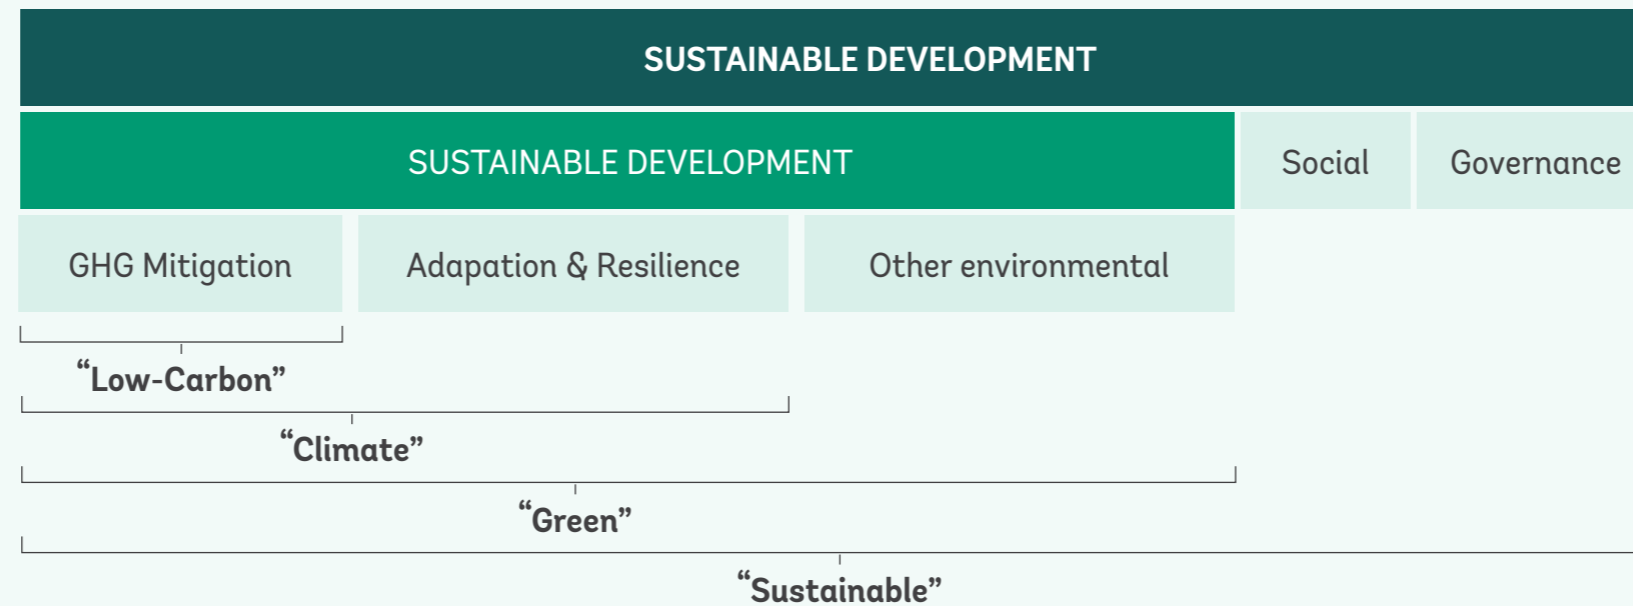 SUSTAINABLE DEVELOPMENT
SUSTAINABLE DEVELOPMENT
Social
Governance
GHG Mitigation
Adapation & Resilience
Other environmental
“Low-Carbon”
“Climate”
“Green”
“Sustainable”